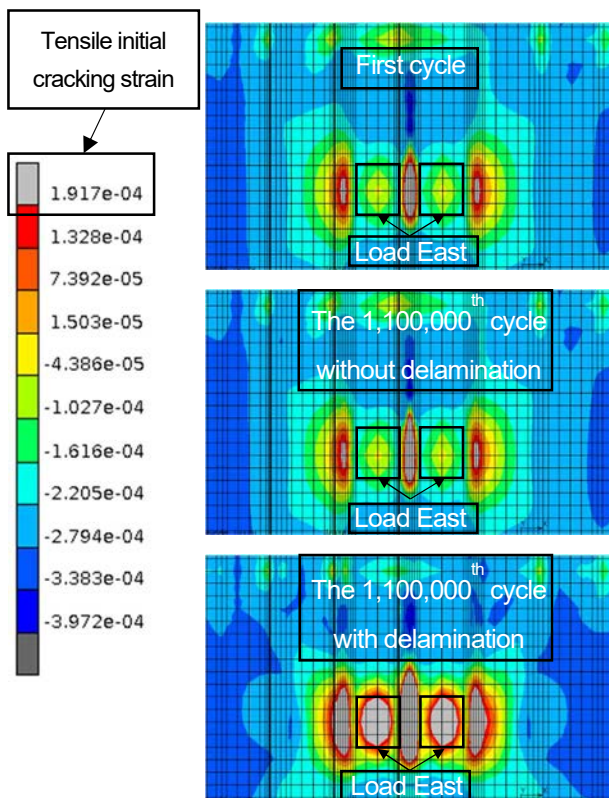 Tensile initial
cracking strain
1.917e-04
1.328e-04
7.392e-05
1.503e-05
-4.386e-05
-1.027e-04
-1.616e-04
-2.205e-04
-2.794e-04
-3.383e-04
-3.972e-04
First cycle
Load East
The 1,100,000th cycle
without delamination
Load East
The 1,100,000th cycle
with delamination
Load East